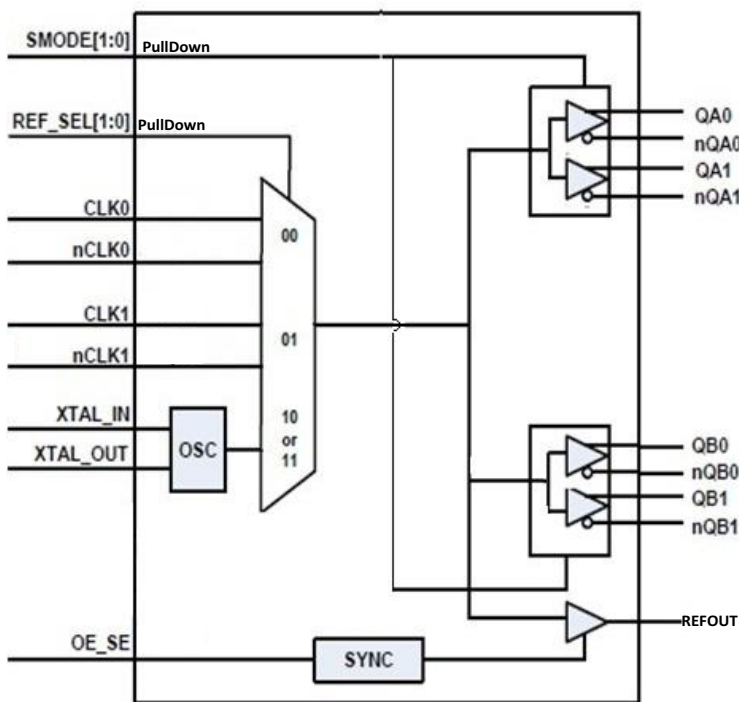 SMODE[1:0]
PullDown
REF_SEL[1:0]
PullDown
CLK0
nCLK0
CLK1
nCLK1
XTAL_IN
XTAL_OUT
OSC
00
01
10
or
11
OE_SE
SYNC
QA0
nQA0
QA1
nQA1
QB0
nQB0
QB1
nQB1
REFOUT